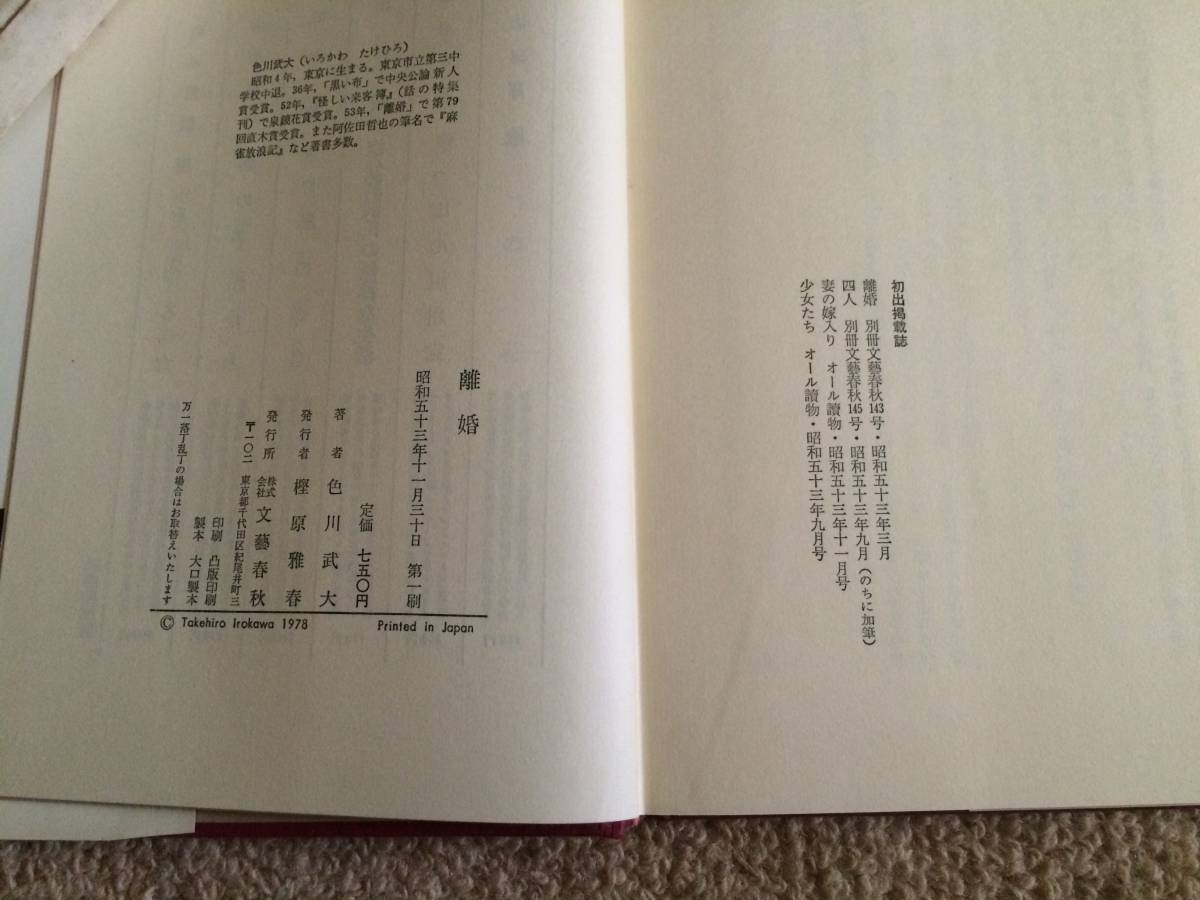 初出掲載誌
離婚 別冊文藝春秋143号・昭和五十三年三月
四人 別冊文藝春秋145号・昭和五十三年九月(のちに加筆)
妻の嫁入り オール讀物・昭和五十三年十一月号
少女たち オール讀物・昭和五十三年九月号
色川武大(いろかわ たけひろ)
昭和4年,東京に生まる。東京市立第三中
学校中退。36年,「黒い布」で中央公論新人
賞受賞。52年,『怪しい来客簿』(話の特集
刊)で泉鏡花賞受賞。53年,「離婚」で第79
回直木賞受賞。また阿佐田哲也の筆名で『麻
雀放浪記』など著書多数。
離婚
昭和五十三年十一月三十日 第一刷
定価 七五〇円
著者 色川武大
発行者 樫原雅春
発行所 株式会社 文藝春秋
〒一〇二 東京都千代田区紀尾井町三
印刷 凸版印刷
製本 大口製本
万一落丁乱丁の場合はお取替えいたします
© Takehiro Irokawa 1978 Printed in Japan